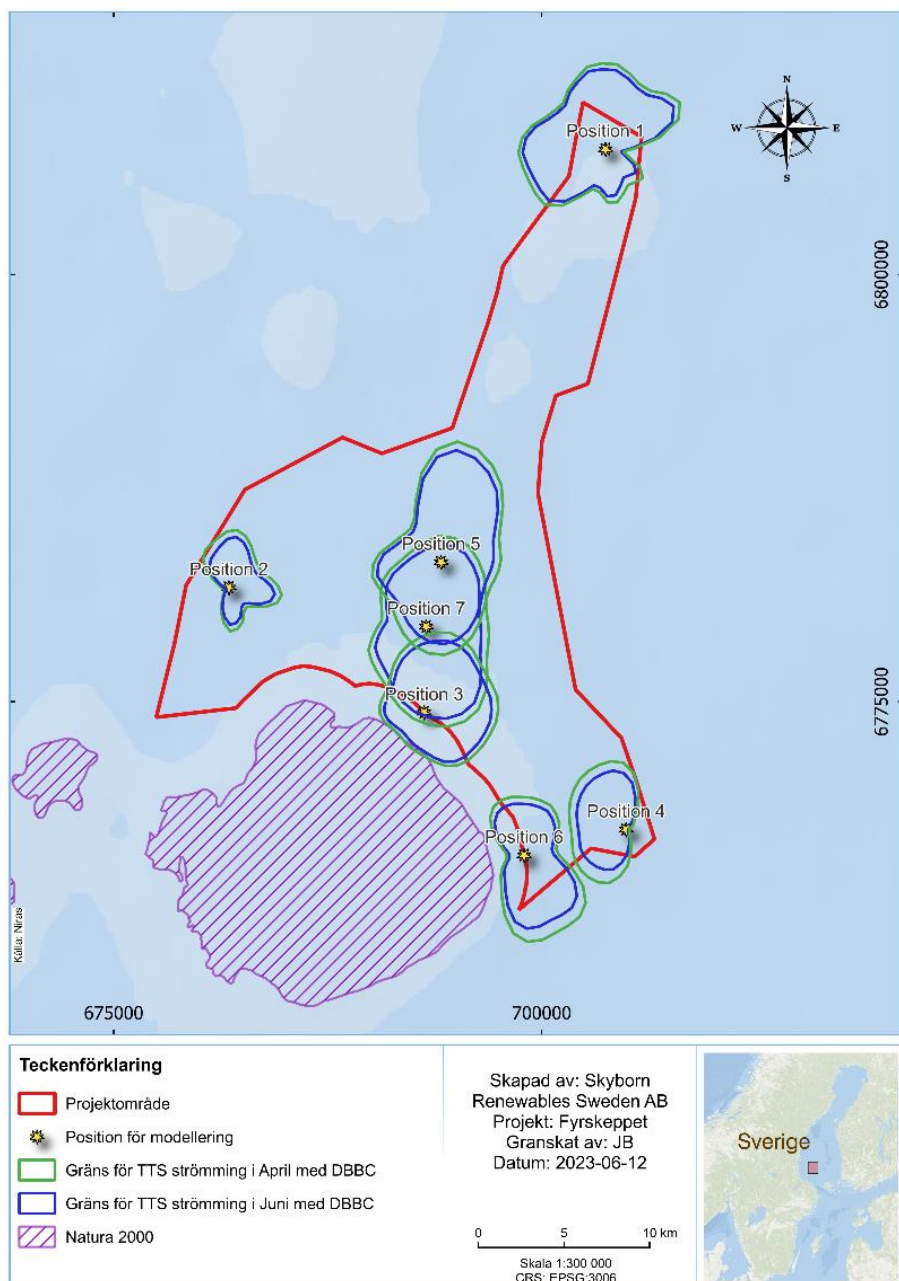 N
W
E
S
Position 1
6800000
Position 5
Position 2
Position 7
Position 3
6775000
Position 4
Position 6
Källa: Niras
675000
700000
Teckenförklaring
Projektområde
Position för modellering
Gräns för TTS strömming i April med DBBC
Gräns för TTS strömming i Juni med DBBC
Natura 2000
Skapad av: Skyborn
Renewables Sweden AB
Projekt: Fyrskeppet
Granskat av: JB
Datum: 2023-06-12
0 5 10 km
Skala 1:300 000
CRS: EPSG:3006
Sverige